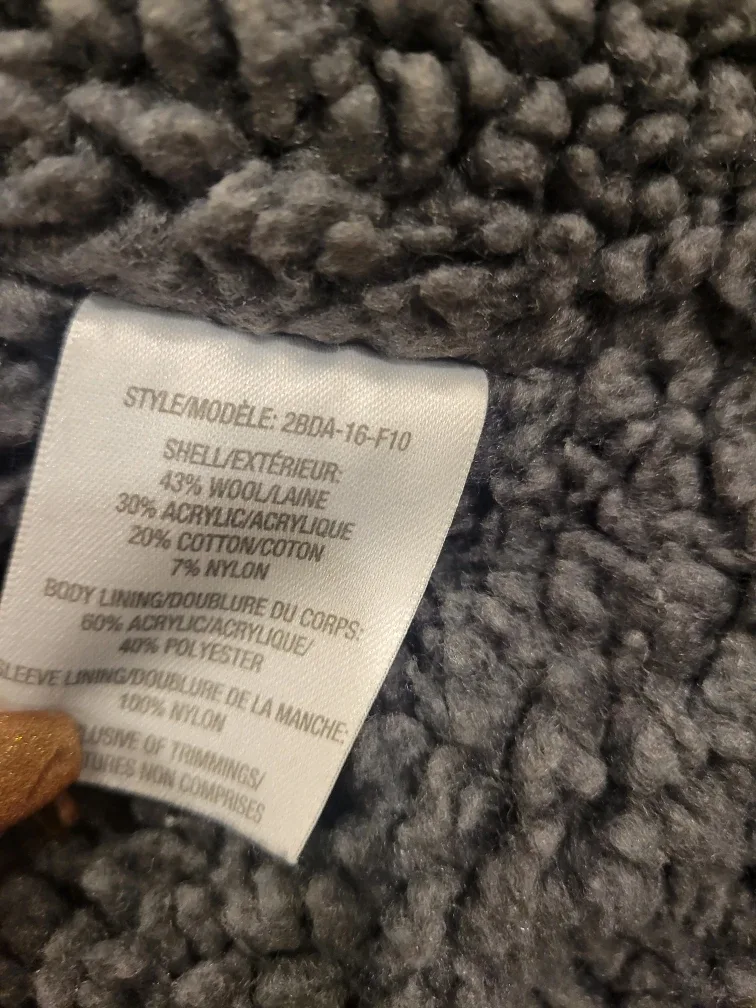 STYLE/MODÈLE: 2BDA-16-F10
SHELL/EXTÉRIEUR:
43% WOOL/LAINE
30% ACRYLIC/ACRYLIQUE
20% COTTON/COTON
7% NYLON
BODY LINING/DOUBLURE DU CORPS:
60% ACRYLIC/ACRYLIQUE/
40% POLYESTER
SLEEVE LINING/DOUBLURE DE LA MANCHE:
100% NYLON
LUSIVE OF TRIMMINGS/
TURES NON COMPRISES